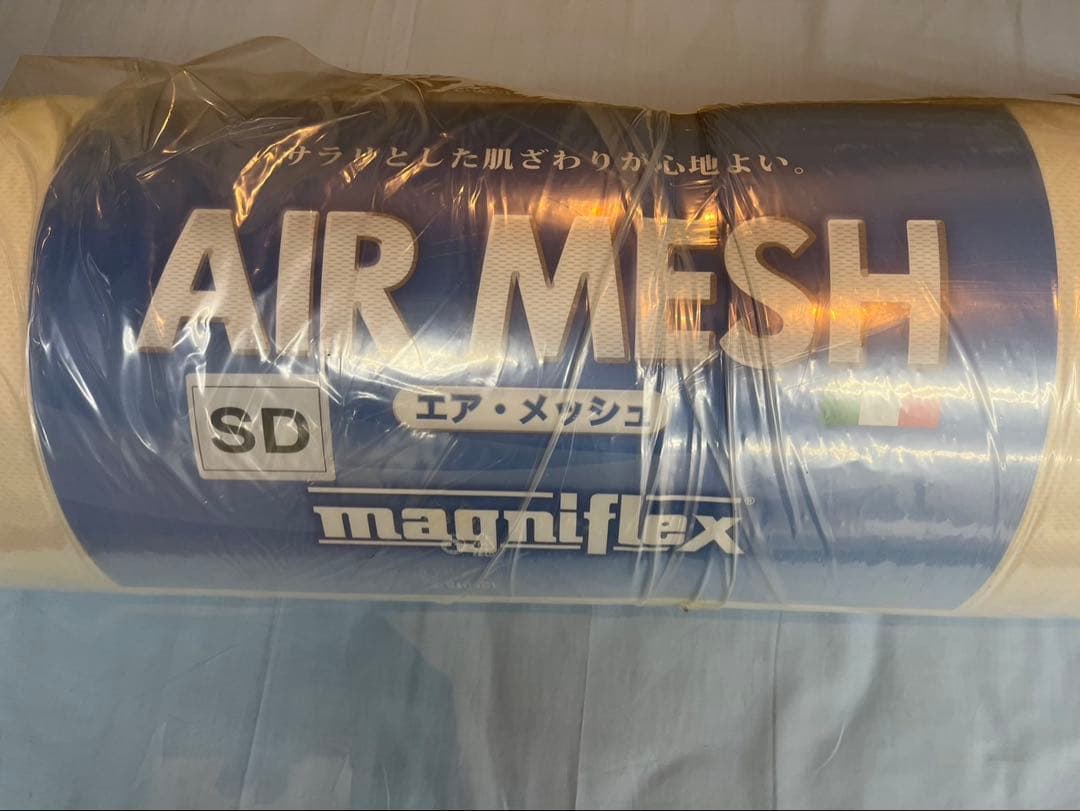 サラリとした肌ざわりが心地よい。
AIR MESH
SD
エア・メッシュ
magniflex®